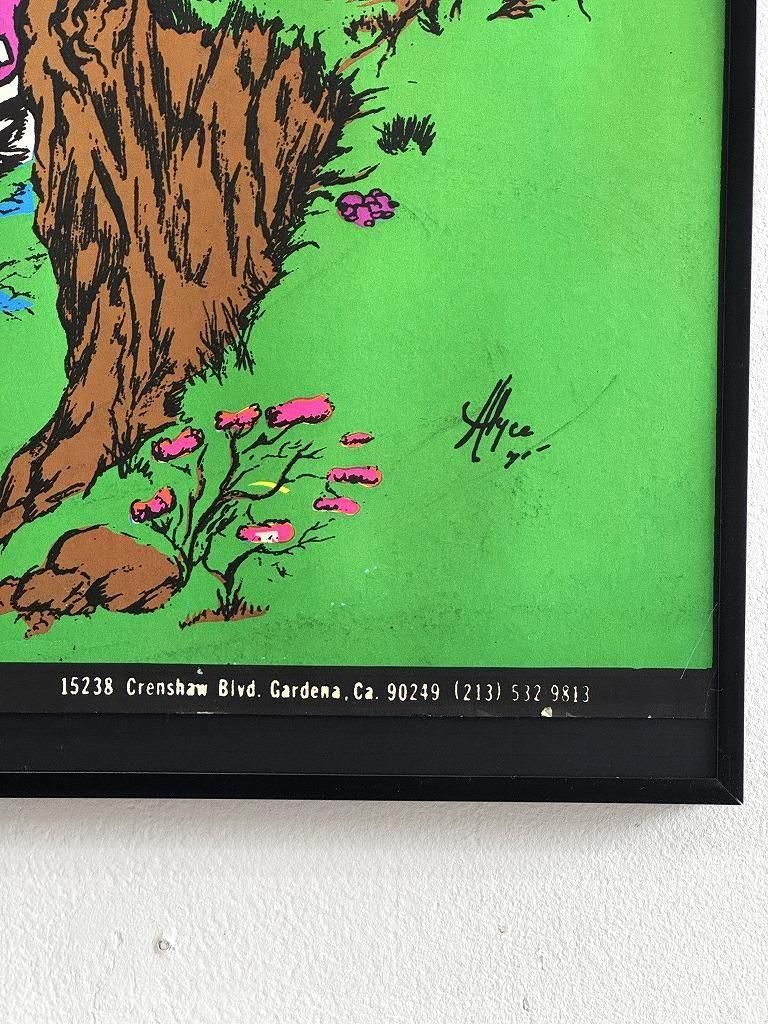 Alyce
15238 Crenshaw Blvd. Gardena, Ca. 90249 (213) 532 9813